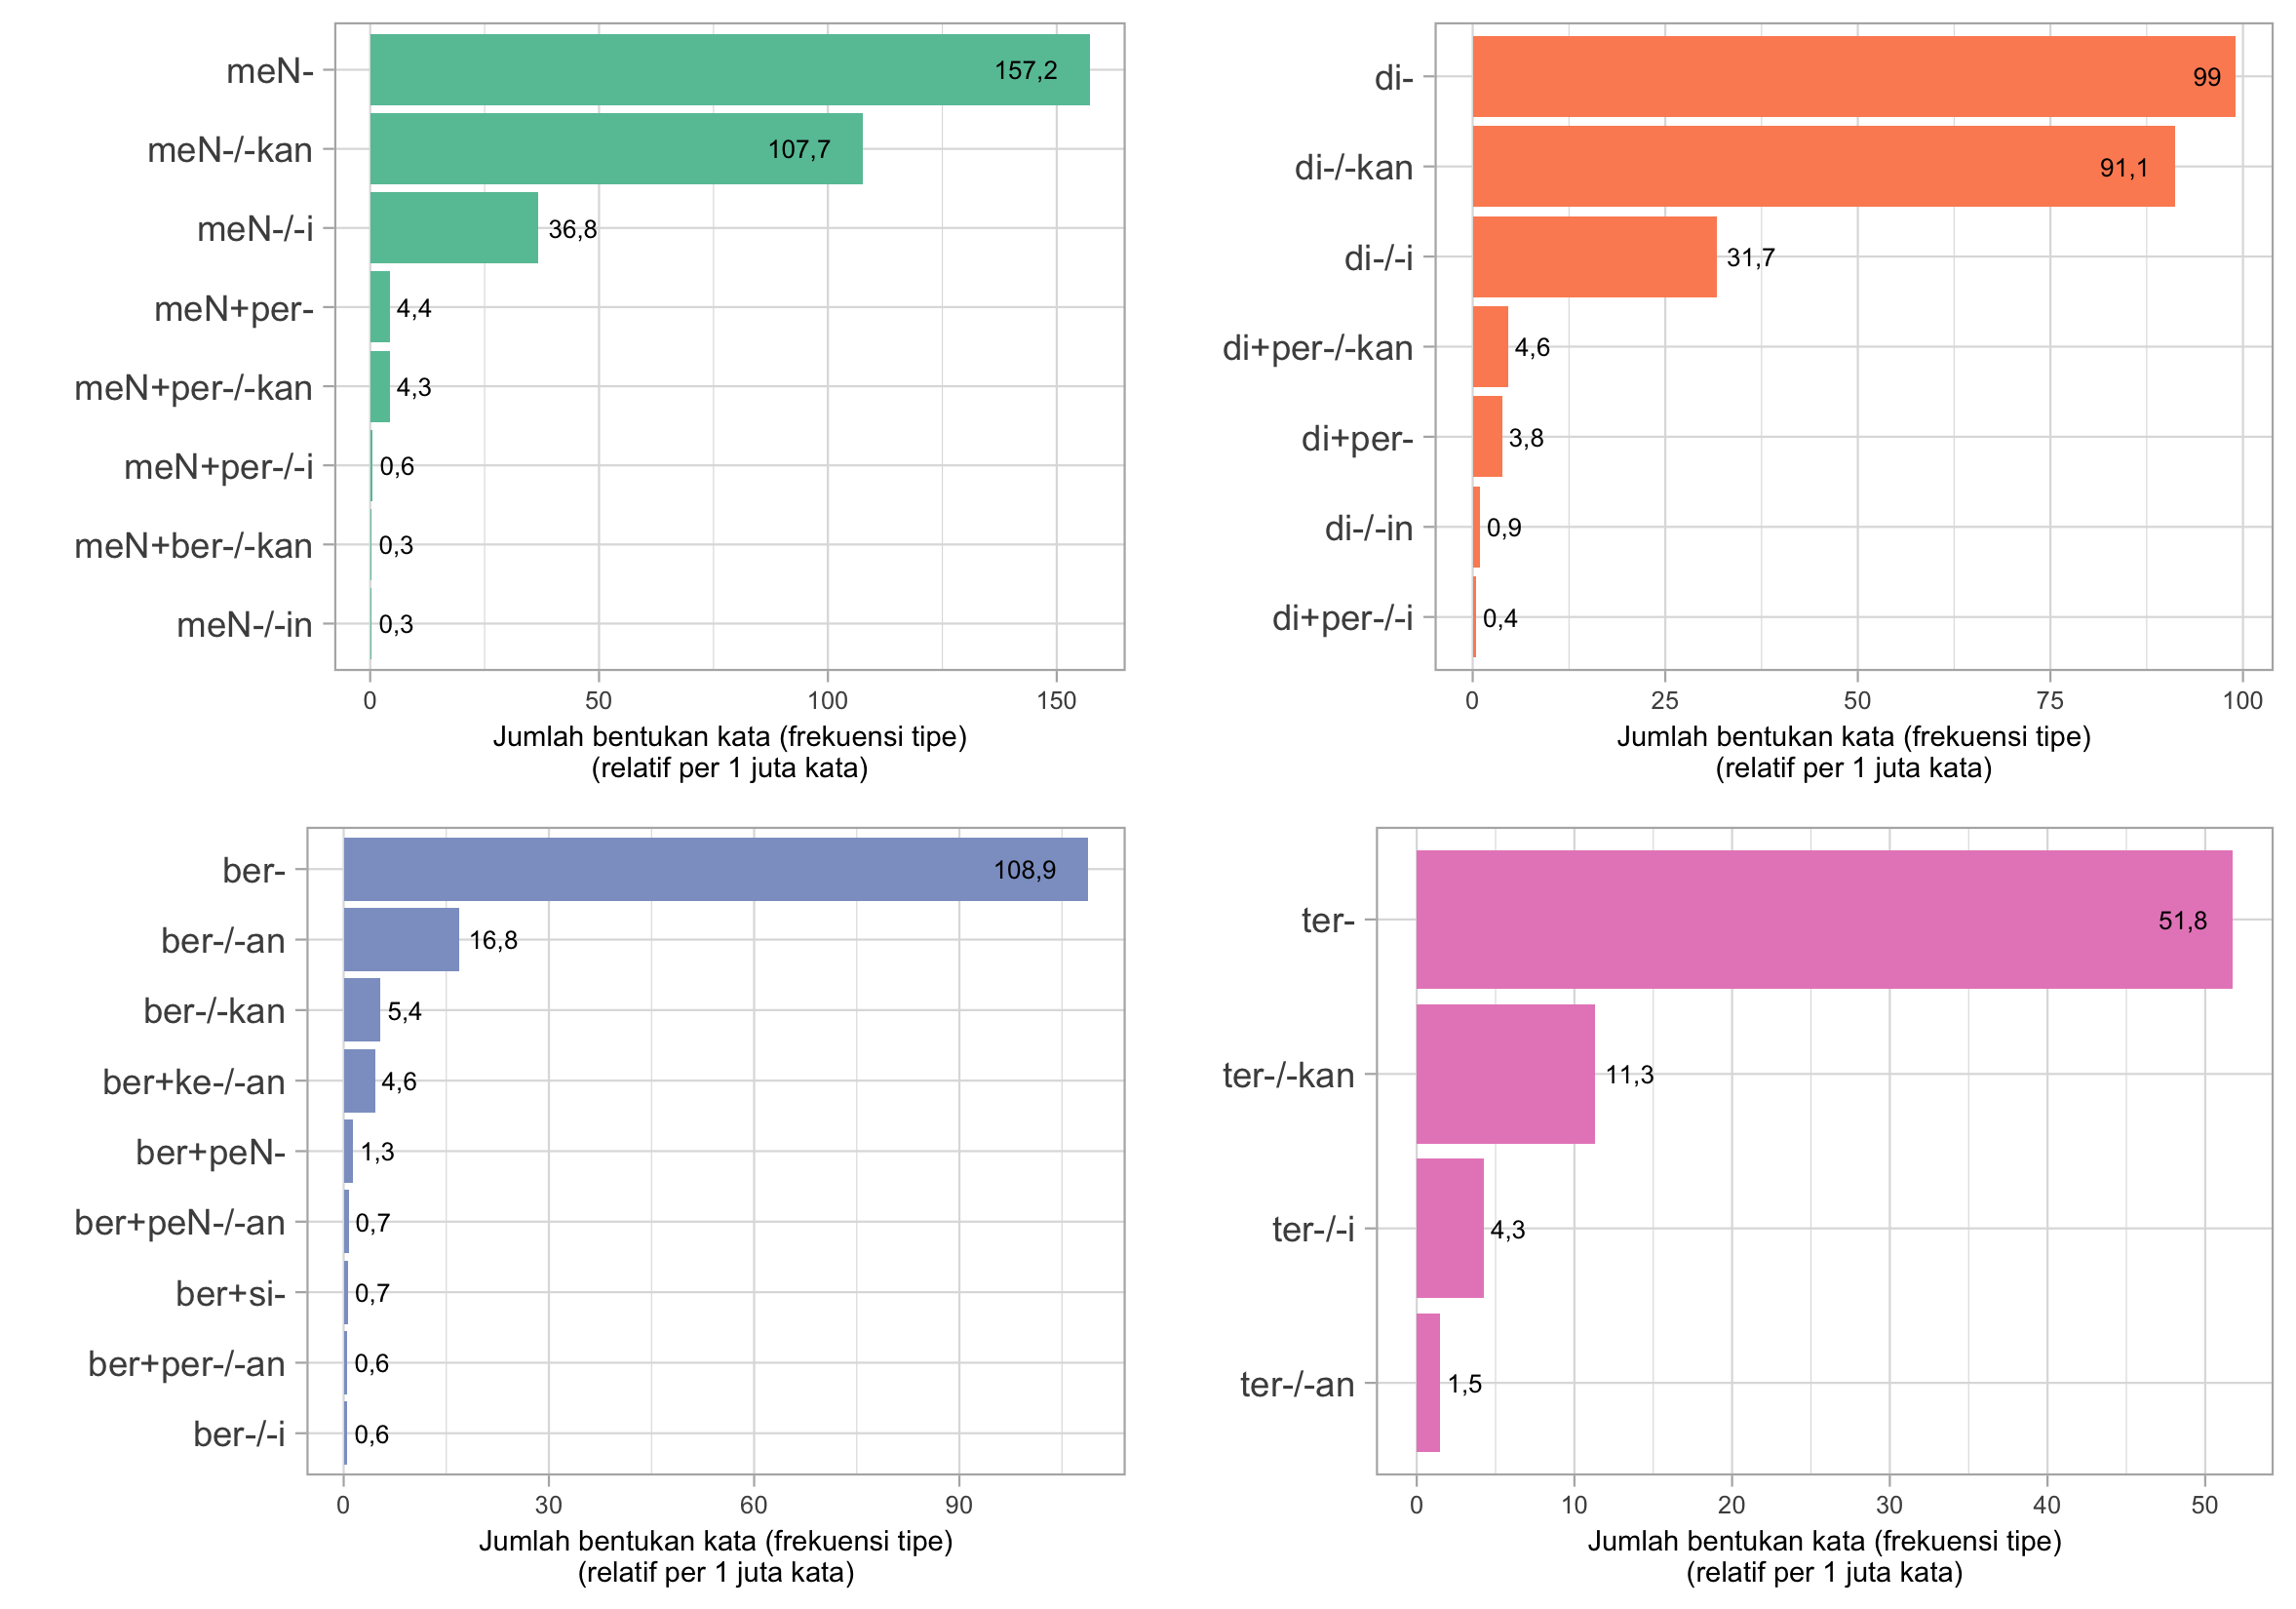 meN-
157,2
meN-/-kan
107,7
meN-/-i
36,8
meN+per-
4,4
meN+per-/-kan
4,3
meN+per-/-i
0,6
meN+ber-/-kan
0,3
meN-/-in
0,3
0 50 100 150
Jumlah bentukan kata (frekuensi tipe)
(relatif per 1 juta kata)
di-
99
di-/-kan
91,1
di-/-i
31,7
di+per-/-kan
4,6
di+per-
3,8
di-/-in
0,9
di+per-/-i
0,4
0 25 50 75 100
Jumlah bentukan kata (frekuensi tipe)
(relatif per 1 juta kata)
ber-
108,9
ber-/-an
16,8
ber-/-kan
5,4
ber+ke-/-an
4,6
ber+peN-
1,3
ber+peN-/-an
0,7
ber+si-
0,7
ber+per-/-an
0,6
ber-/-i
0,6
0 30 60 90
Jumlah bentukan kata (frekuensi tipe)
(relatif per 1 juta kata)
ter-
51,8
ter-/-kan
11,3
ter-/-i
4,3
ter-/-an
1,5
0 10 20 30 40 50
Jumlah bentukan kata (frekuensi tipe)
(relatif per 1 juta kata)